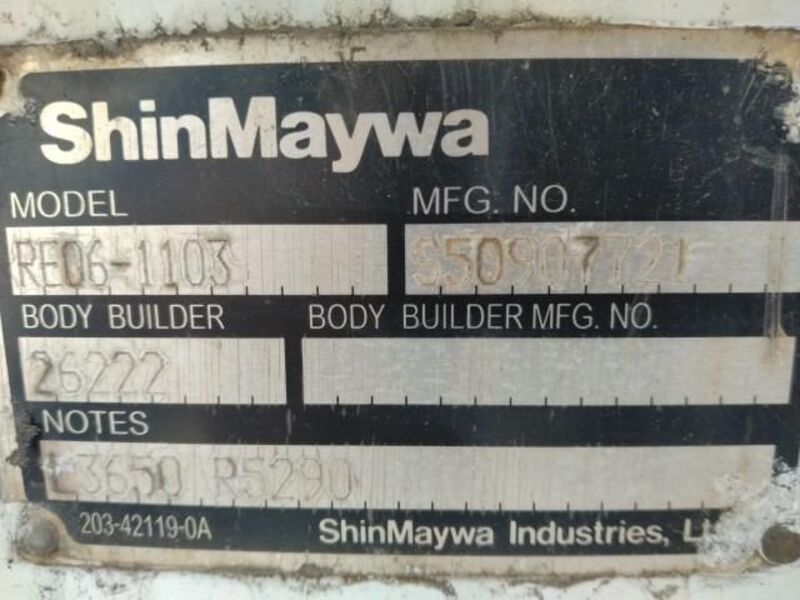 ShinMaywa
MODEL MFG. NO.
RE06-1103 S50907721
BODY BUILDER BODY BUILDER MFG. NO.
26222
NOTES
L3650 R5290
203-42119-0A ShinMaywa Industries,